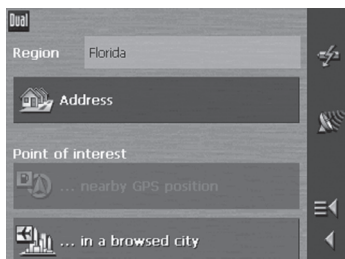 Dual
Region Florida
Address
Point of interest
... nearby GPS position
... in a browsed city